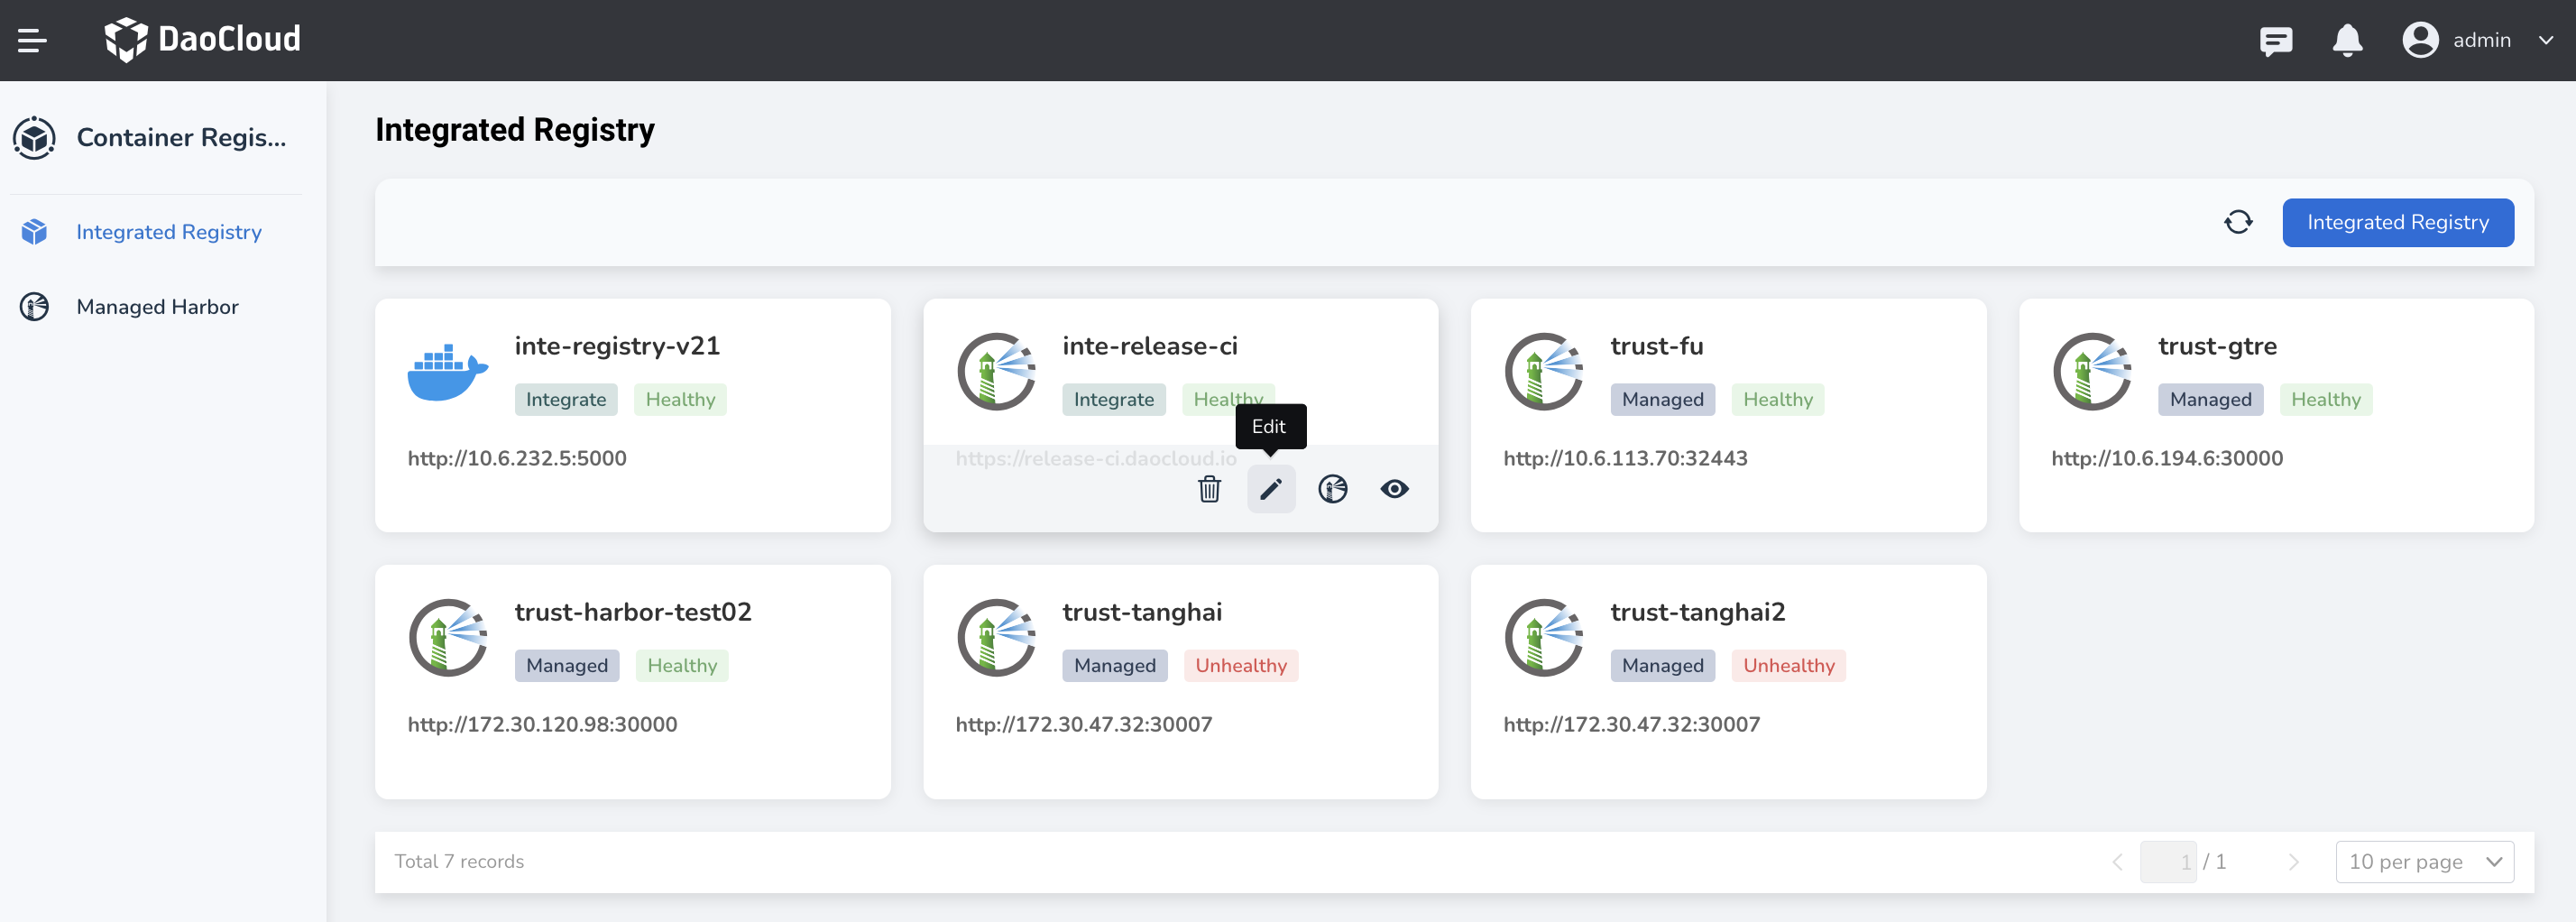 DaoCloud
admin
Container Regis...
Integrated Registry
Managed Harbor
Integrated Registry
Integrated Registry
inte-registry-v21
Integrate Healthy
http://10.6.232.5:5000
inte-release-ci
Integrate Healthy
Edit
https://release-ci.daocloud.io
trust-fu
Managed Healthy
http://10.6.113.70:32443
trust-gtre
Managed Healthy
http://10.6.194.6:30000
trust-harbor-test02
Managed Healthy
http://172.30.120.98:30000
trust-tanghai
Managed Unhealthy
http://172.30.47.32:30007
trust-tanghai2
Managed Unhealthy
http://172.30.47.32:30007
Total 7 records
1 / 1
10 per page